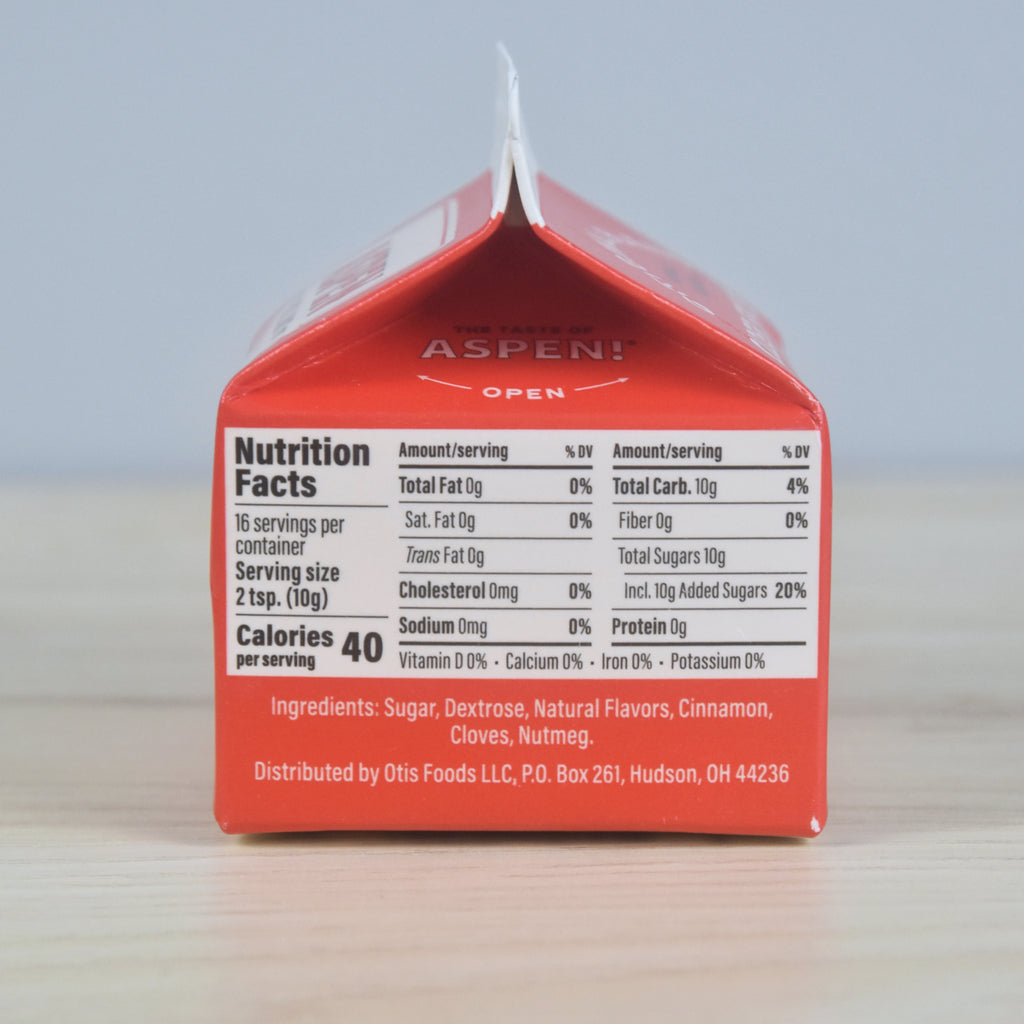 THE TASTE OF
ASPEN!®
OPEN
Nutrition
Facts
16 servings per
container
Serving size
2 tsp. (10g)
Calories 40
per serving
Amount/serving % DV
Total Fat 0g 0%
Sat. Fat 0g 0%
Trans Fat 0g
Cholesterol 0mg 0%
Sodium 0mg 0%
Amount/serving % DV
Total Carb. 10g 4%
Fiber 0g 0%
Total Sugars 10g
Incl. 10g Added Sugars 20%
Protein 0g
Vitamin D 0% • Calcium 0% • Iron 0% • Potassium 0%
Ingredients: Sugar, Dextrose, Natural Flavors, Cinnamon,
Cloves, Nutmeg.
Distributed by Otis Foods LLC, P.O. Box 261, Hudson, OH 44236